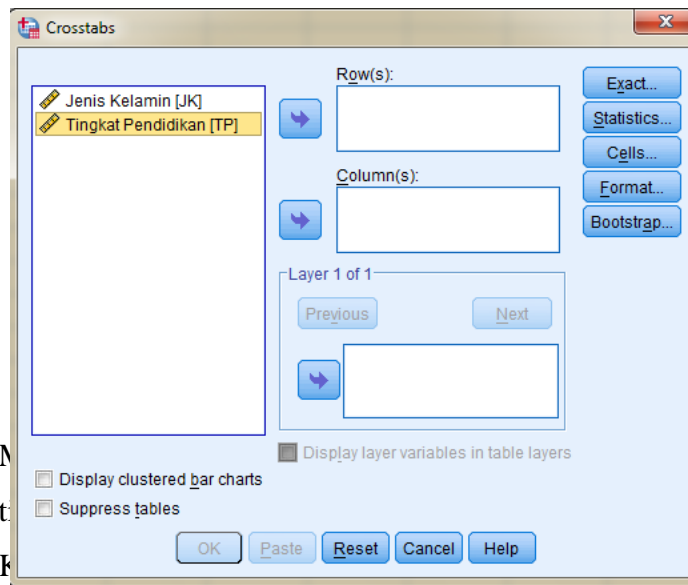 Crosstabs
Jenis Kelamin [JK]
Tingkat Pendidikan [TP]
Row(s):
Column(s):
Layer 1 of 1
Previous
Next
Display layer variables in table layers
Exact...
Statistics...
Cells...
Format...
Bootstrap...
Display clustered bar charts
Suppress tables
OK
Paste
Reset
Cancel
Help